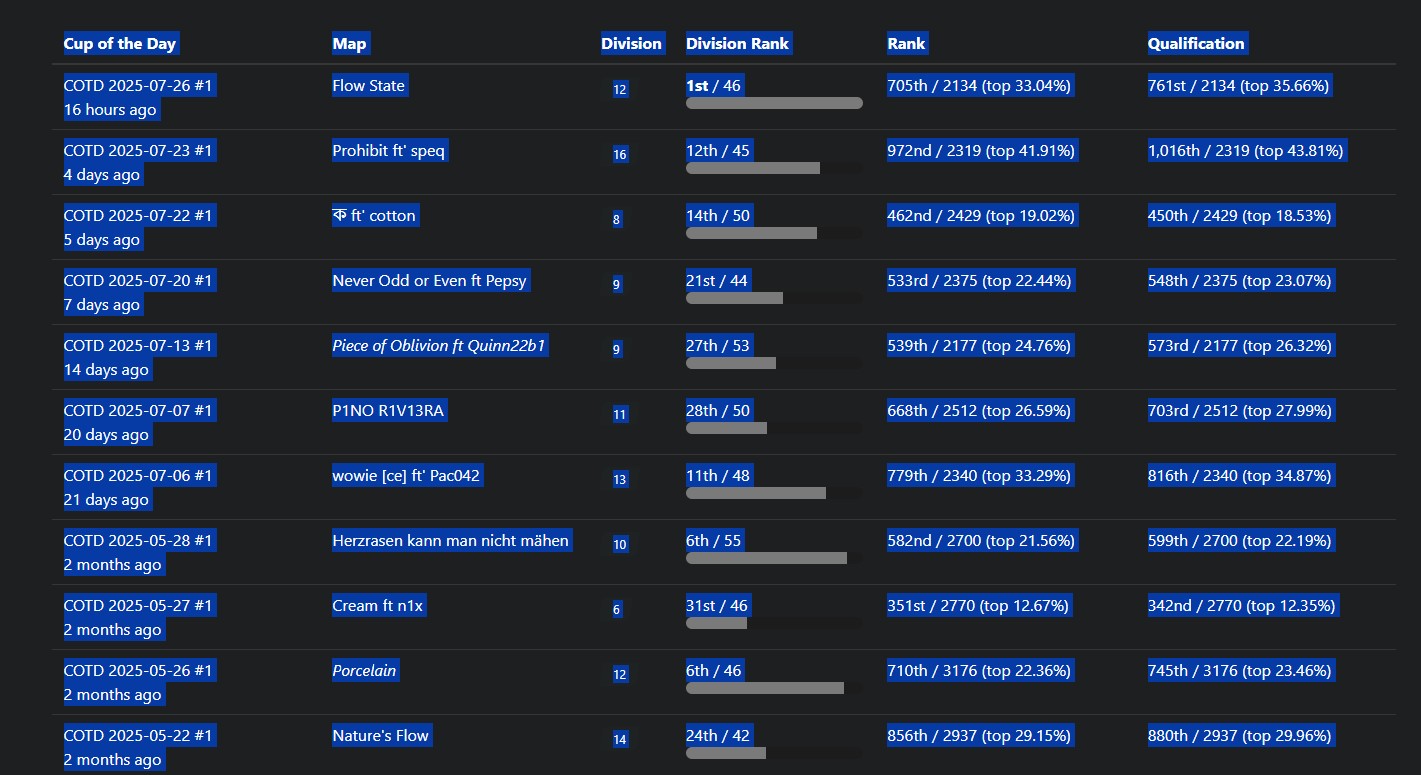 Cup of the Day Map Division Division Rank Rank Qualification
COTD 2025-07-26 #1 Flow State 12 1st / 46 705th / 2134 (top 33.04%) 761st / 2134 (top 35.66%)
16 hours ago
COTD 2025-07-23 #1 Prohibit ft' speq 16 12th / 45 972nd / 2319 (top 41.91%) 1,016th / 2319 (top 43.81%)
4 days ago
COTD 2025-07-22 #1 क ft' cotton 8 14th / 50 462nd / 2429 (top 19.02%) 450th / 2429 (top 18.53%)
5 days ago
COTD 2025-07-20 #1 Never Odd or Even ft Pepsy 9 21st / 44 533rd / 2375 (top 22.44%) 548th / 2375 (top 23.07%)
7 days ago
COTD 2025-07-13 #1 Piece of Oblivion ft Quinn22b1 9 27th / 53 539th / 2177 (top 24.76%) 573rd / 2177 (top 26.32%)
14 days ago
COTD 2025-07-07 #1 P1NO R1V13RA 11 28th / 50 668th / 2512 (top 26.59%) 703rd / 2512 (top 27.99%)
20 days ago
COTD 2025-07-06 #1 wowie [ce] ft' Pac042 13 11th / 48 779th / 2340 (top 33.29%) 816th / 2340 (top 34.87%)
21 days ago
COTD 2025-05-28 #1 Herzrasen kann man nicht mähen 10 6th / 55 582nd / 2700 (top 21.56%) 599th / 2700 (top 22.19%)
2 months ago
COTD 2025-05-27 #1 Cream ft n1x 6 31st / 46 351st / 2770 (top 12.67%) 342nd / 2770 (top 12.35%)
2 months ago
COTD 2025-05-26 #1 Porcelain 12 6th / 46 710th / 3176 (top 22.36%) 745th / 3176 (top 23.46%)
2 months ago
COTD 2025-05-22 #1 Nature's Flow 14 24th / 42 856th / 2937 (top 29.15%) 880th / 2937 (top 29.96%)
2 months ago